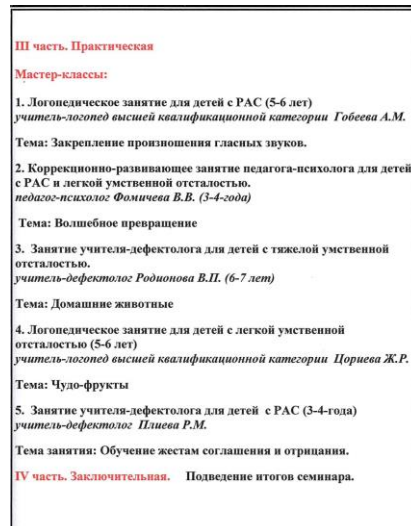 III часть. Практическая
Мастер-классы:
1. Логопедическое занятие для детей с РАС (5-6 лет)
учитель-логопед высшей квалификационной категории Гобеева А.М.
Тема: Закрепление произношения гласных звуков.
2. Коррекционно-развивающее занятие педагога-психолога для детей
с РАС и легкой умственной отсталостью.
педагог-психолог Фомичева В.В. (3-4-года)
Тема: Волшебное превращение
3. Занятие учителя-дефектолога для детей с тяжелой умственной
отсталостью.
учитель-дефектолог Родионова В.П. (6-7 лет)
Тема: Домашние животные
4. Логопедическое занятие для детей с легкой умственной
отсталостью (5-6 лет)
учитель-логопед высшей квалификационной категории Цориева Ж.Р.
Тема: Чудо-фрукты
5. Занятие учителя-дефектолога для детей с РАС (3-4-года)
учитель-дефектолог Плиева Р.М.
Тема занятия: Обучение жестам соглашения и отрицания.
IV часть. Заключительная. Подведение итогов семинара.